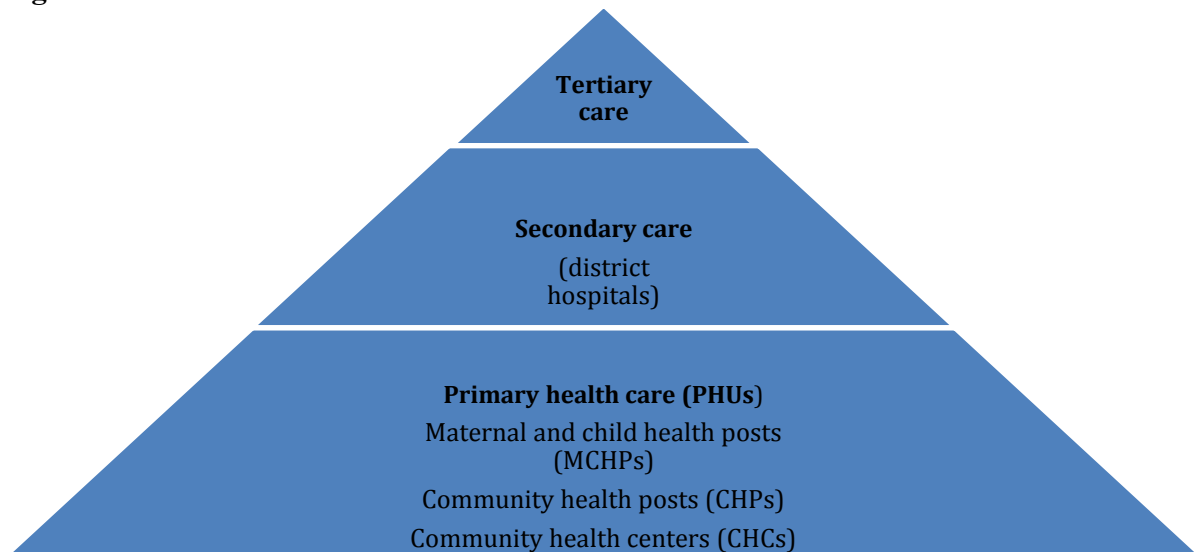 Tertiary
care
Secondary care
(district
hospitals)
Primary health care (PHUs)
Maternal and child health posts
(MCHPs)
Community health posts (CHPs)
Community health centers (CHCs)